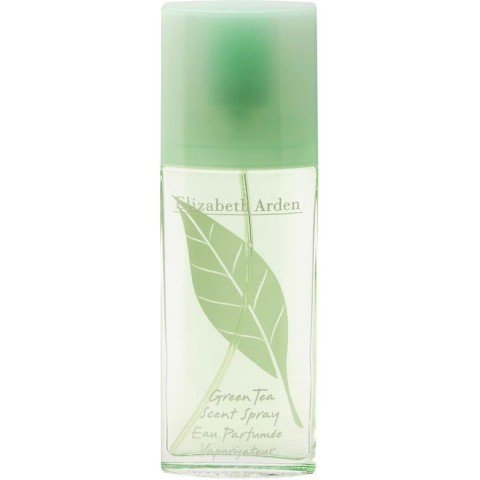 Elizabeth Arden
Green Tea
Scent Spray
Eau Parfumée
Vaporisateur